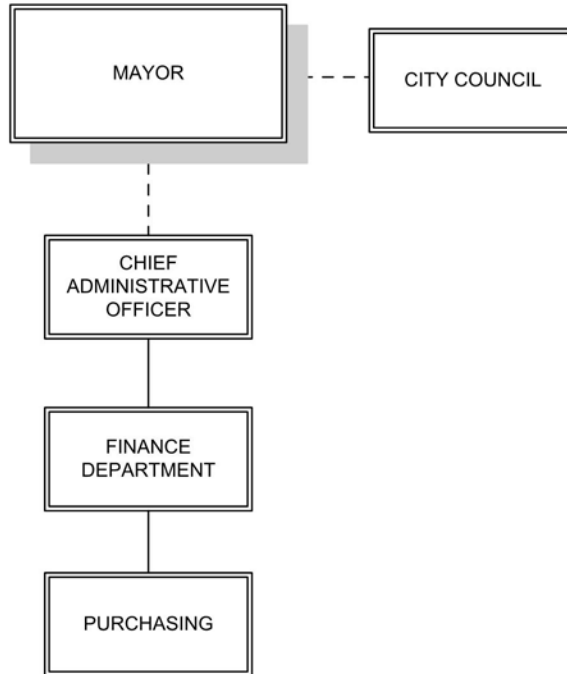 MAYOR
CITY COUNCIL
CHIEF
ADMINISTRATIVE
OFFICER
FINANCE
DEPARTMENT
PURCHASING